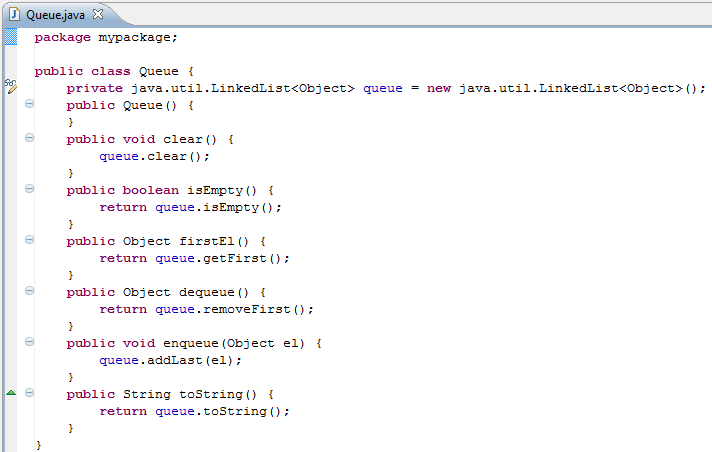 Queue.java
package mypackage;
public class Queue {
private java.util.LinkedList<Object> queue = new java.util.LinkedList<Object>();
public Queue() {
}
public void clear() {
queue.clear();
}
public boolean isEmpty() {
return queue.isEmpty();
}
public Object firstEl() {
return queue.getFirst();
}
public Object dequeue() {
return queue.removeFirst();
}
public void enqueue(Object el) {
queue.addLast(el);
}
public String toString() {
return queue.toString();
}
}